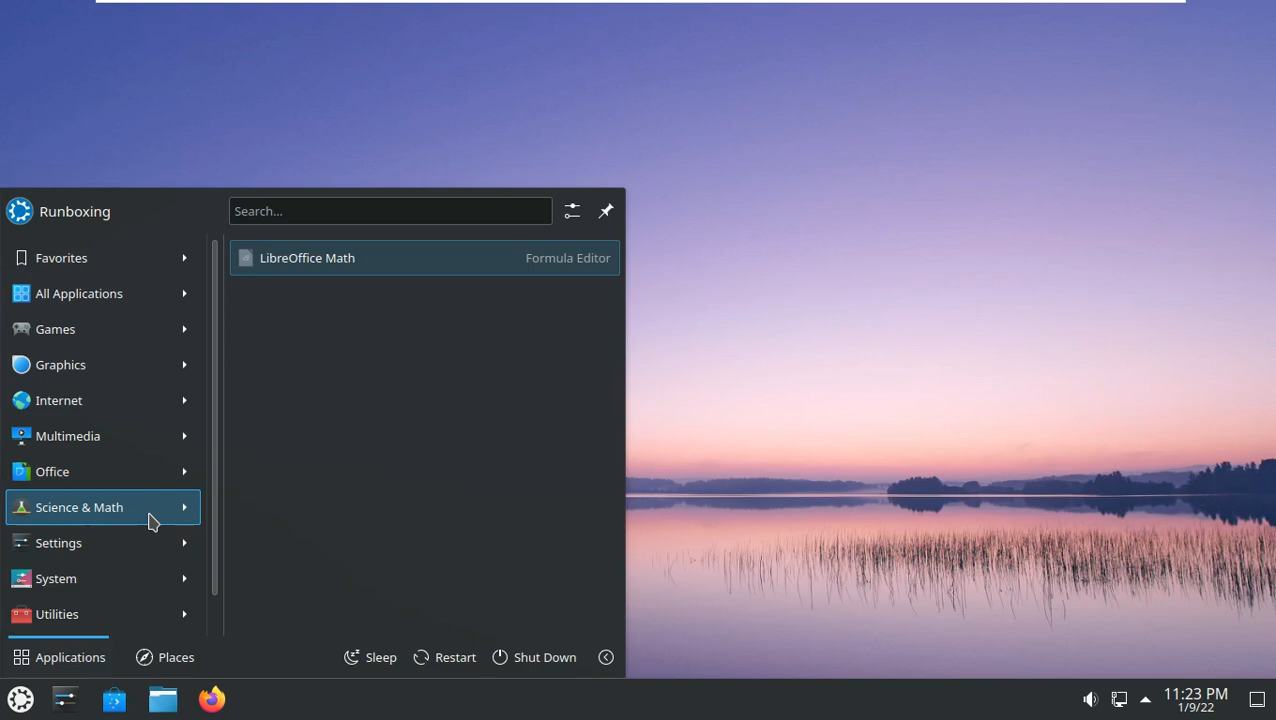 Runboxing
Search...
Favorites
All Applications
Games
Graphics
Internet
Multimedia
Office
Science & Math
Settings
System
Utilities
LibreOffice Math
Formula Editor
Applications
Places
Sleep
Restart
Shut Down
11:23 PM
1/9/22